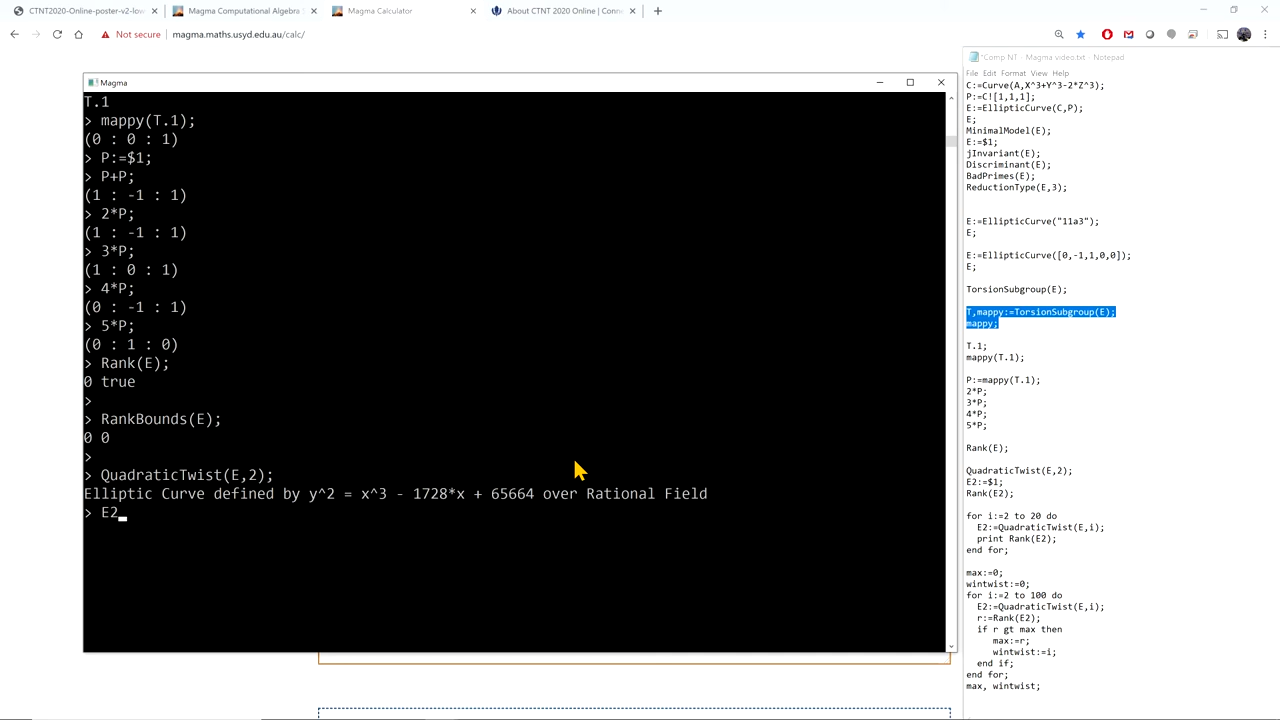 CTNT2020-Online-poster-v2-low
Magma Computational Algebra S
Magma Calculator
About CTNT 2020 Online | Conne
Not secure
magma.maths.usyd.edu.au/calc/
Magma
T.1
> mappy(T.1);
(0 : 0 : 1)
> P:=$1;
> P+P;
(1 : -1 : 1)
> 2*P;
(1 : -1 : 1)
> 3*P;
(1 : 0 : 1)
> 4*P;
(0 : -1 : 1)
> 5*P;
(0 : 1 : 0)
> Rank(E);
0 true
>
> RankBounds(E);
0 0
>
> QuadraticTwist(E,2);
Elliptic Curve defined by y^2 = x^3 - 1728*x + 65664 over Rational Field
> E2_
*Comp NT - Magma video.txt - Notepad
File Edit Format View Help
C:=Curve(A,X^3+Y^3-2*Z^3);
P:=C![1,1,1];
E:=EllipticCurve(C,P);
E;
MinimalModel(E);
E:=$1;
jInvariant(E);
Discriminant(E);
BadPrimes(E);
ReductionType(E,3);
E:=EllipticCurve("11a3");
E;
E:=EllipticCurve([0,-1,1,0,0]);
E;
TorsionSubgroup(E);
T,mappy:=TorsionSubgroup(E);
mappy;
T.1;
mappy(T.1);
P:=mappy(T.1);
2*P;
3*P;
4*P;
5*P;
Rank(E);
QuadraticTwist(E,2);
E2:=$1;
Rank(E2);
for i:=2 to 20 do
E2:=QuadraticTwist(E,i);
print Rank(E2);
end for;
max:=0;
wintwist:=0;
for i:=2 to 100 do
E2:=QuadraticTwist(E,i);
r:=Rank(E2);
if r gt max then
max:=r;
wintwist:=i;
end if;
end for;
max, wintwist;